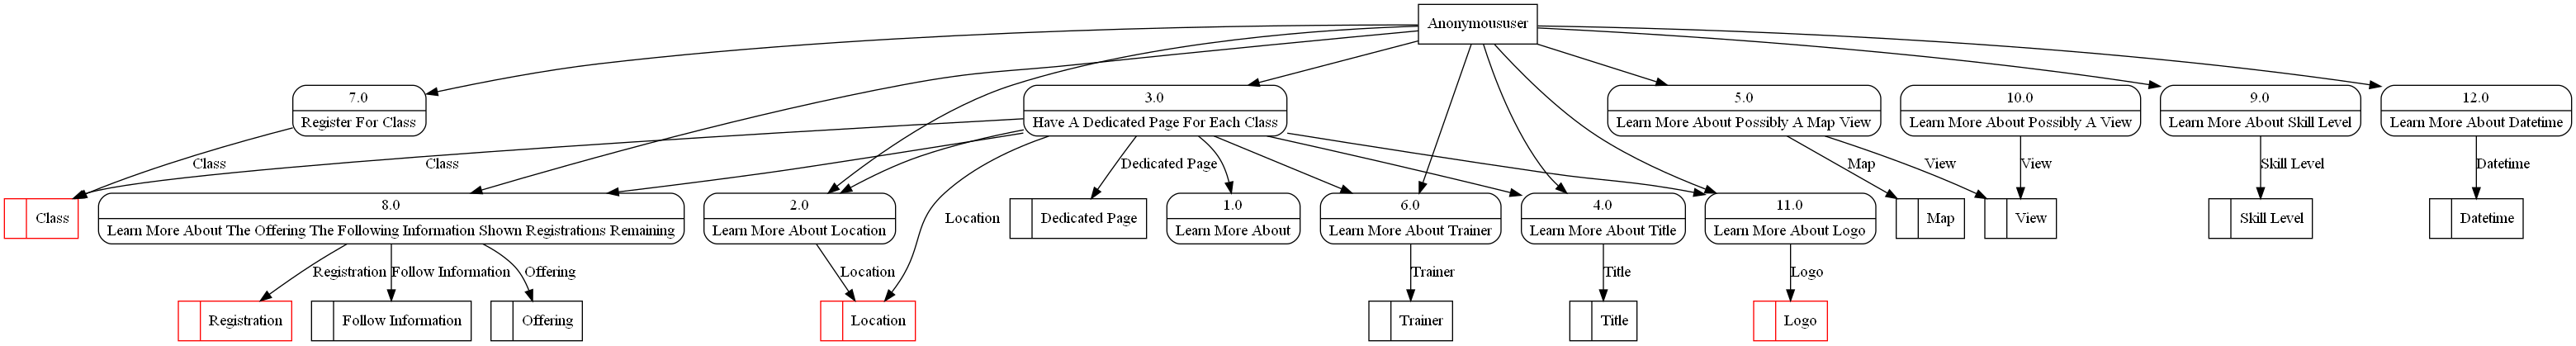 Anonymoususer
7.0
Register For Class
3.0
Have A Dedicated Page For Each Class
5.0
Learn More About Possibly A Map View
10.0
Learn More About Possibly A View
9.0
Learn More About Skill Level
12.0
Learn More About Datetime
Class
Class
Dedicated Page
Map
View
View
Skill Level
Datetime
Class
8.0
Learn More About The Offering The Following Information Shown Registrations Remaining
2.0
Learn More About Location
Location
Dedicated Page
1.0
Learn More About
6.0
Learn More About Trainer
4.0
Learn More About Title
11.0
Learn More About Logo
Map
View
Skill Level
Datetime
Registration
Follow Information
Offering
Location
Trainer
Title
Logo
Registration
Follow Information
Offering
Location
Trainer
Title
Logo